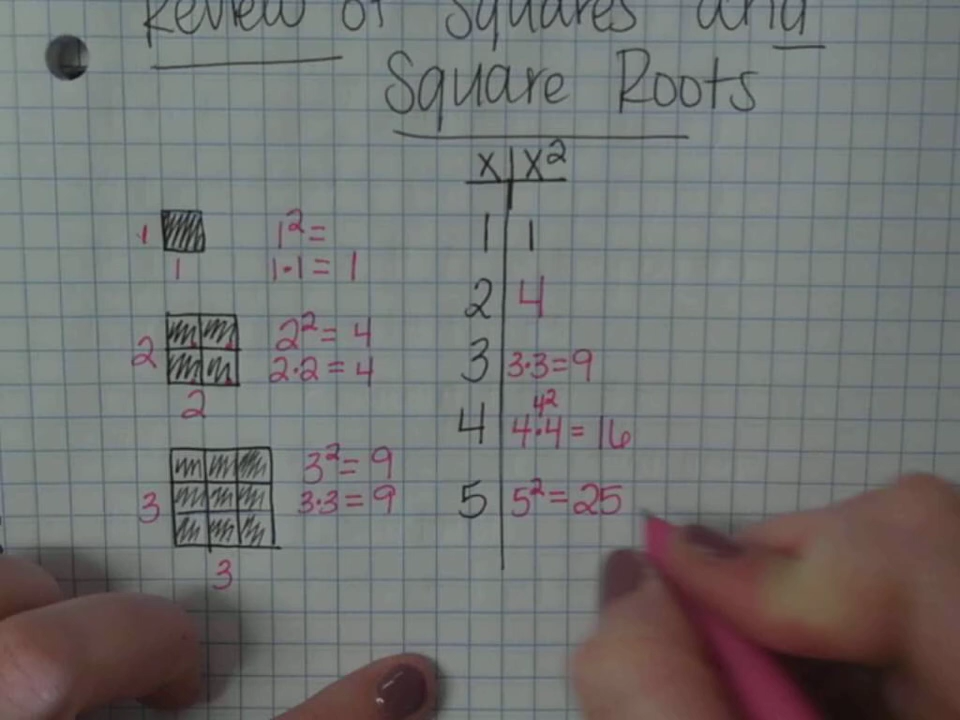 Review of Squares and
Square Roots
x | x²
1 | 1
2 | 4
3 | 3·3=9
4²
4 | 4·4=16
5 | 5²=25
1
1
1²=
1·1=1
2
2
2²=4
2·2=4
3
3
3²=9
3·3=9